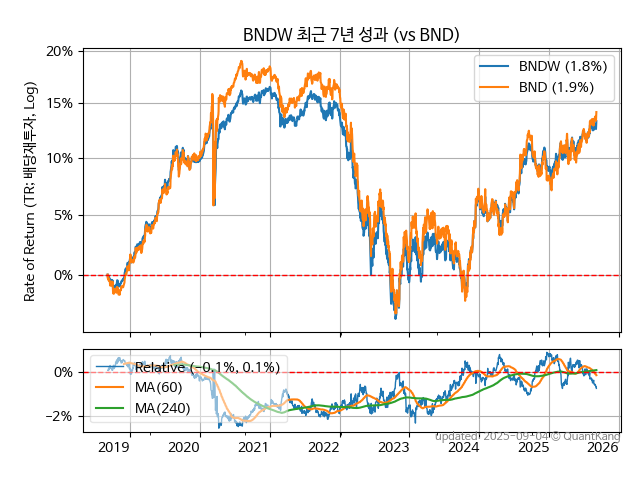 BNDW 최근 7년 성과 (vs BND)
20%
15%
10%
5%
0%
Rate of Return (TR: 배당재투자, Log)
BNDW (1.8%)
BND (1.9%)
0%
−2%
Relative (−0.1%, 0.1%)
MA(60)
MA(240)
updated: 2025-09-04 © QuantKang
2019 2020 2021 2022 2023 2024 2025 2026